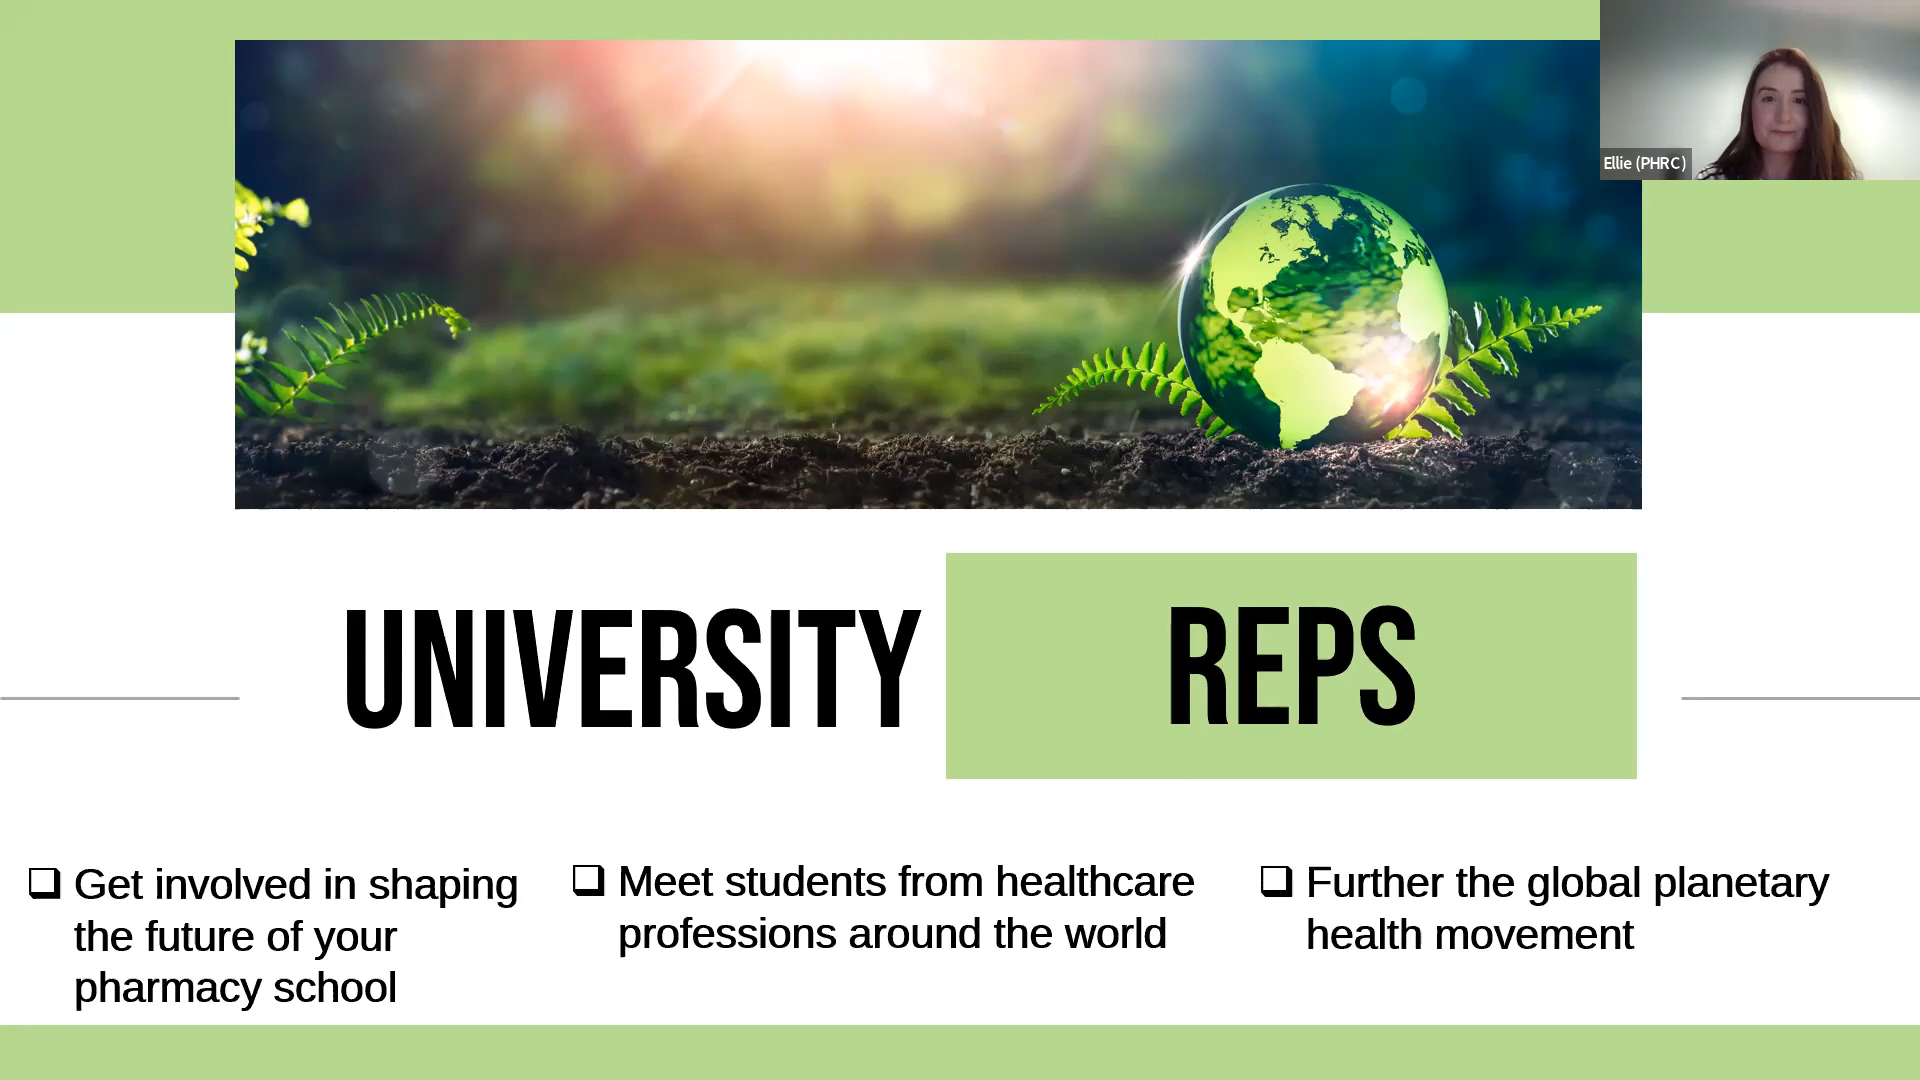 Ellie (PHRC)
UNIVERSITY REPS
❑ Get involved in shaping
the future of your
pharmacy school
❑ Meet students from healthcare
professions around the world
❑ Further the global planetary
health movement